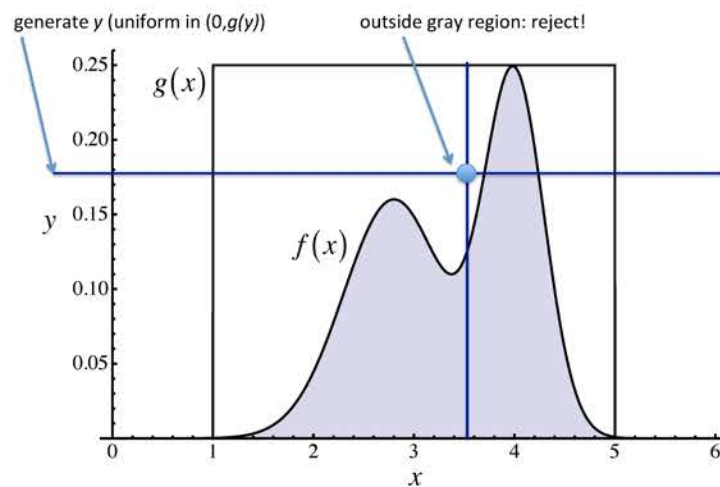 generate y (uniform in (0,g(y))
outside gray region: reject!
0.25
g(x)
0.20
0.15
y
f(x)
0.10
0.05
0 1 2 3 4 5 6
x